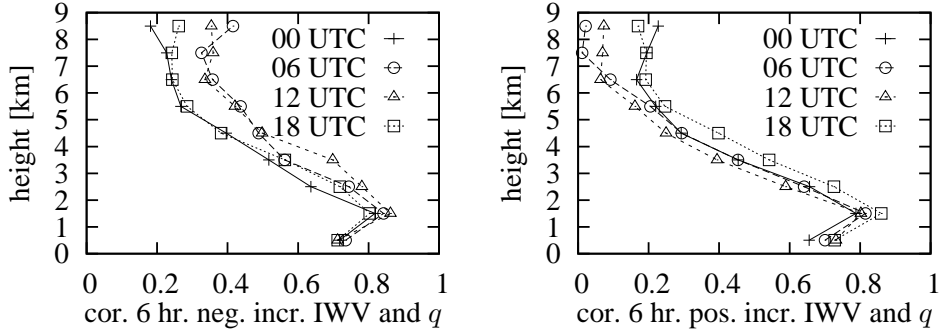 9
8
7
6
5
4
3
2
1
0
height [km]
00 UTC
06 UTC
12 UTC
18 UTC
0 0.2 0.4 0.6 0.8 1
cor. 6 hr. neg. incr. IWV and q
9
8
7
6
5
4
3
2
1
0
height [km]
00 UTC
06 UTC
12 UTC
18 UTC
0 0.2 0.4 0.6 0.8 1
cor. 6 hr. pos. incr. IWV and q